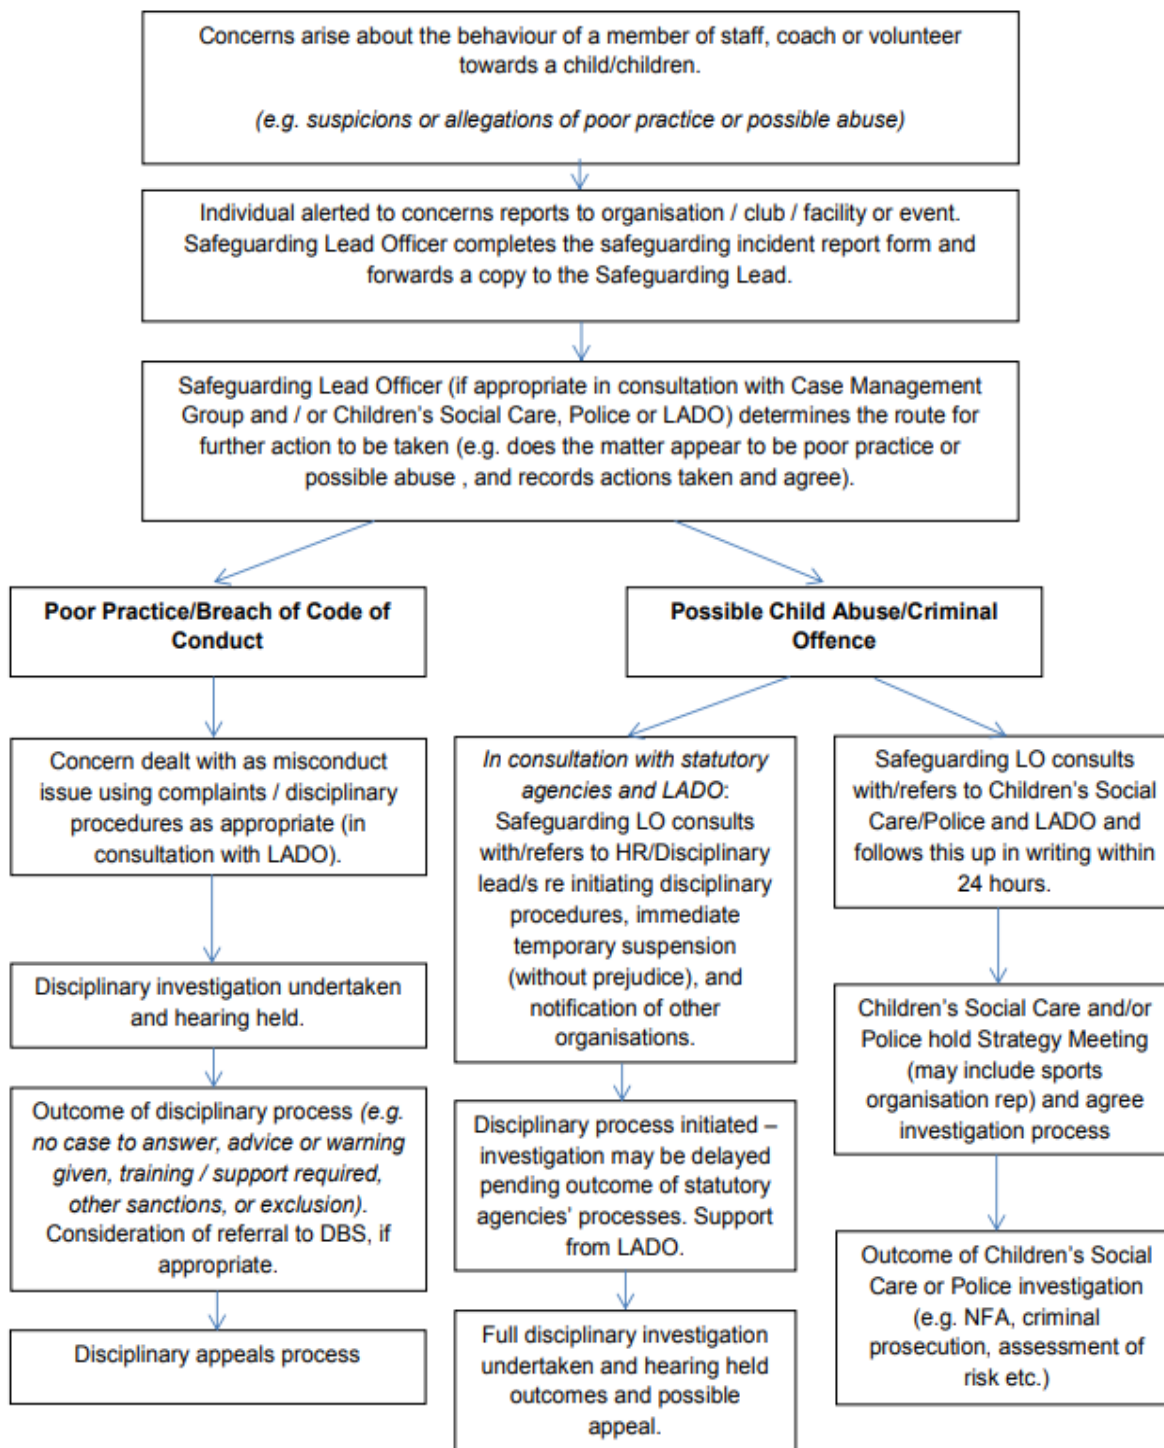 Concerns arise about the behaviour of a member of staff, coach or volunteer
towards a child/children.
(e.g. suspicions or allegations of poor practice or possible abuse)
Individual alerted to concerns reports to organisation / club / facility or event.
Safeguarding Lead Officer completes the safeguarding incident report form and
forwards a copy to the Safeguarding Lead.
Safeguarding Lead Officer (if appropriate in consultation with Case Management
Group and / or Children's Social Care, Police or LADO) determines the route for
further action to be taken (e.g. does the matter appear to be poor practice or
possible abuse , and records actions taken and agree).
Poor Practice/Breach of Code of
Conduct
Concern dealt with as misconduct
issue using complaints / disciplinary
procedures as appropriate (in
consultation with LADO).
Disciplinary investigation undertaken
and hearing held.
Outcome of disciplinary process (e.g.
no case to answer, advice or warning
given, training / support required,
other sanctions, or exclusion).
Consideration of referral to DBS, if
appropriate.
Disciplinary appeals process
Possible Child Abuse/Criminal
Offence
In consultation with statutory
agencies and LADO:
Safeguarding LO consults
with/refers to HR/Disciplinary
lead/s re initiating disciplinary
procedures, immediate
temporary suspension
(without prejudice), and
notification of other
organisations.
Disciplinary process initiated –
investigation may be delayed
pending outcome of statutory
agencies' processes. Support
from LADO.
Full disciplinary investigation
undertaken and hearing held
outcomes and possible
appeal.
Safeguarding LO consults
with/refers to Children's Social
Care/Police and LADO and
follows this up in writing within
24 hours.
Children's Social Care and/or
Police hold Strategy Meeting
(may include sports
organisation rep) and agree
investigation process
Outcome of Children's Social
Care or Police investigation
(e.g. NFA, criminal
prosecution, assessment of
risk etc.)